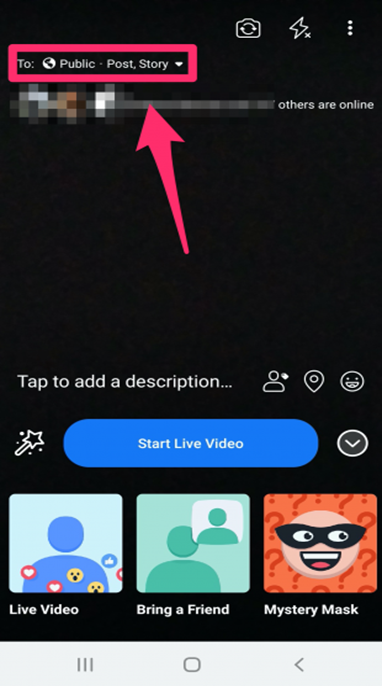 To: Public · Post, Story
others are online
Tap to add a description...
Start Live Video
Live Video
Bring a Friend
Mystery Mask